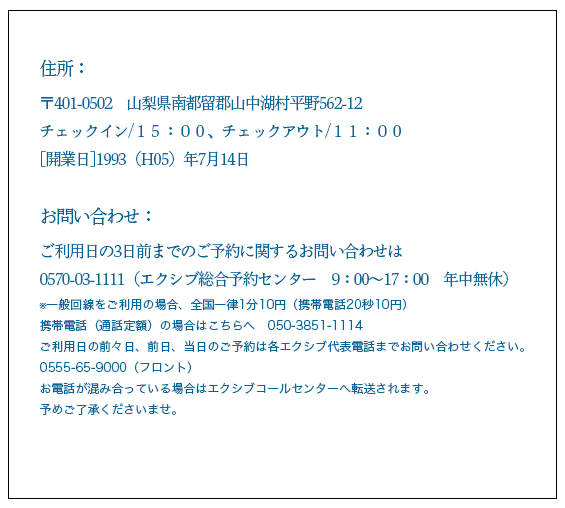 住所：
〒401-0502　山梨県南都留郡山中湖村平野562-12
チェックイン/１５：００、チェックアウト/１１：００
[開業日]1993（H05）年7月14日
お問い合わせ：
ご利用日の3日前までのご予約に関するお問い合わせは
0570-03-1111（エクシブ総合予約センター　9：00～17：00　年中無休）
※一般回線をご利用の場合、全国一律1分10円（携帯電話20秒10円）
携帯電話（通話定額）の場合はこちらへ　050-3851-1114
ご利用日の前々日、前日、当日のご予約は各エクシブ代表電話までお問い合わせください。
0555-65-9000（フロント）
お電話が混み合っている場合はエクシブコールセンターへ転送されます。
予めご了承くださいませ。